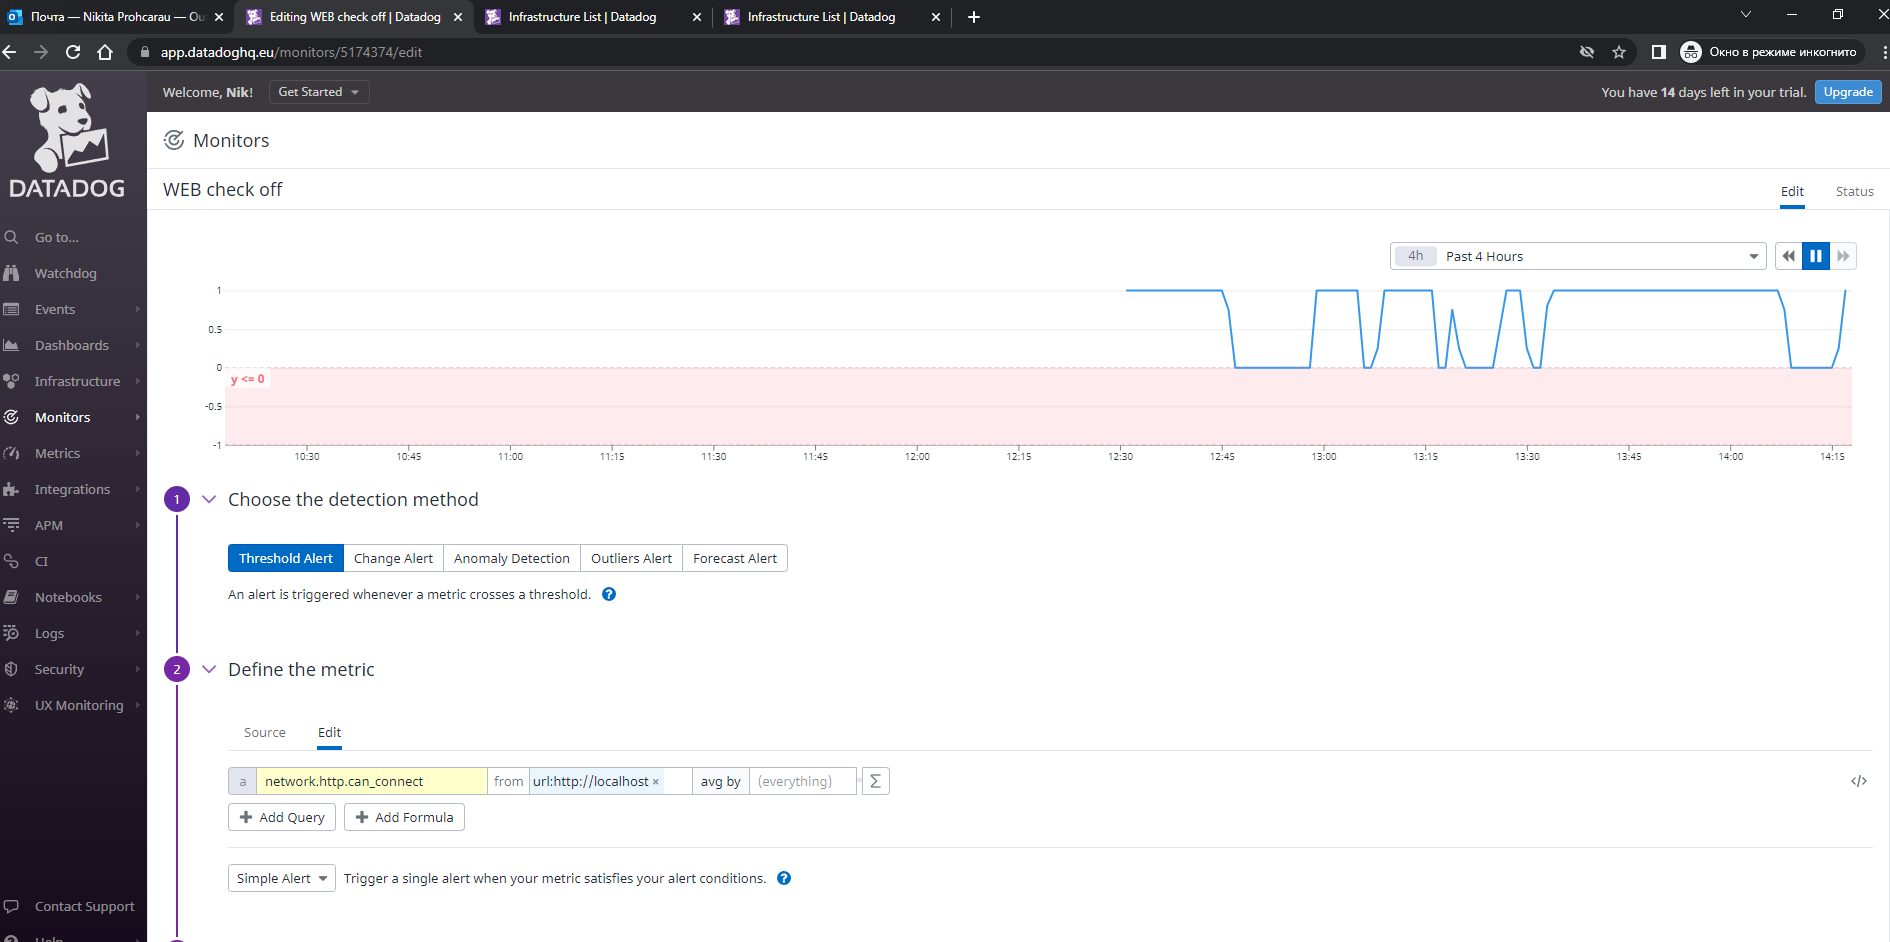 Почта — Nikita Prohcarau — Ou
Editing WEB check off | Datadog
Infrastructure List | Datadog
Infrastructure List | Datadog
app.datadoghq.eu/monitors/5174374/edit
Окно в режиме инкогнито
DATADOG
Welcome, Nik!
Get Started
You have 14 days left in your trial.
Upgrade
Monitors
WEB check off
Edit
Status
Go to...
Watchdog
Events
Dashboards
Infrastructure
Monitors
Metrics
Integrations
APM
CI
Notebooks
Logs
Security
UX Monitoring
Contact Support
Help
4h Past 4 Hours
1
0.5
0
y <= 0
-0.5
-1
10:30 10:45 11:00 11:15 11:30 11:45 12:00 12:15 12:30 12:45 13:00 13:15 13:30 13:45 14:00 14:15
1 Choose the detection method
Threshold Alert Change Alert Anomaly Detection Outliers Alert Forecast Alert
An alert is triggered whenever a metric crosses a threshold. ?
2 Define the metric
Source Edit
a network.http.can_connect from url:http://localhost × avg by (everything) Σ </>
+ Add Query + Add Formula
Simple Alert Trigger a single alert when your metric satisfies your alert conditions. ?